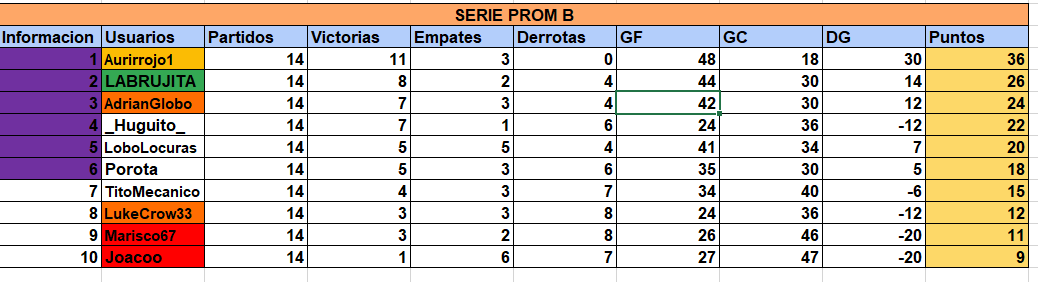 SERIE PROM B
Informacion Usuarios Partidos Victorias Empates Derrotas GF GC DG Puntos
1 Aurirrojo1 14 11 3 0 48 18 30 36
2 LABRUJITA 14 8 2 4 44 30 14 26
3 AdrianGlobo 14 7 3 4 42 30 12 24
4 _Huguito_ 14 7 1 6 24 36 -12 22
5 LoboLocuras 14 5 5 4 41 34 7 20
6 Porota 14 5 3 6 35 30 5 18
7 TitoMecanico 14 4 3 7 34 40 -6 15
8 LukeCrow33 14 3 3 8 24 36 -12 12
9 Marisco67 14 3 2 8 26 46 -20 11
10 Joacoo 14 1 6 7 27 47 -20 9